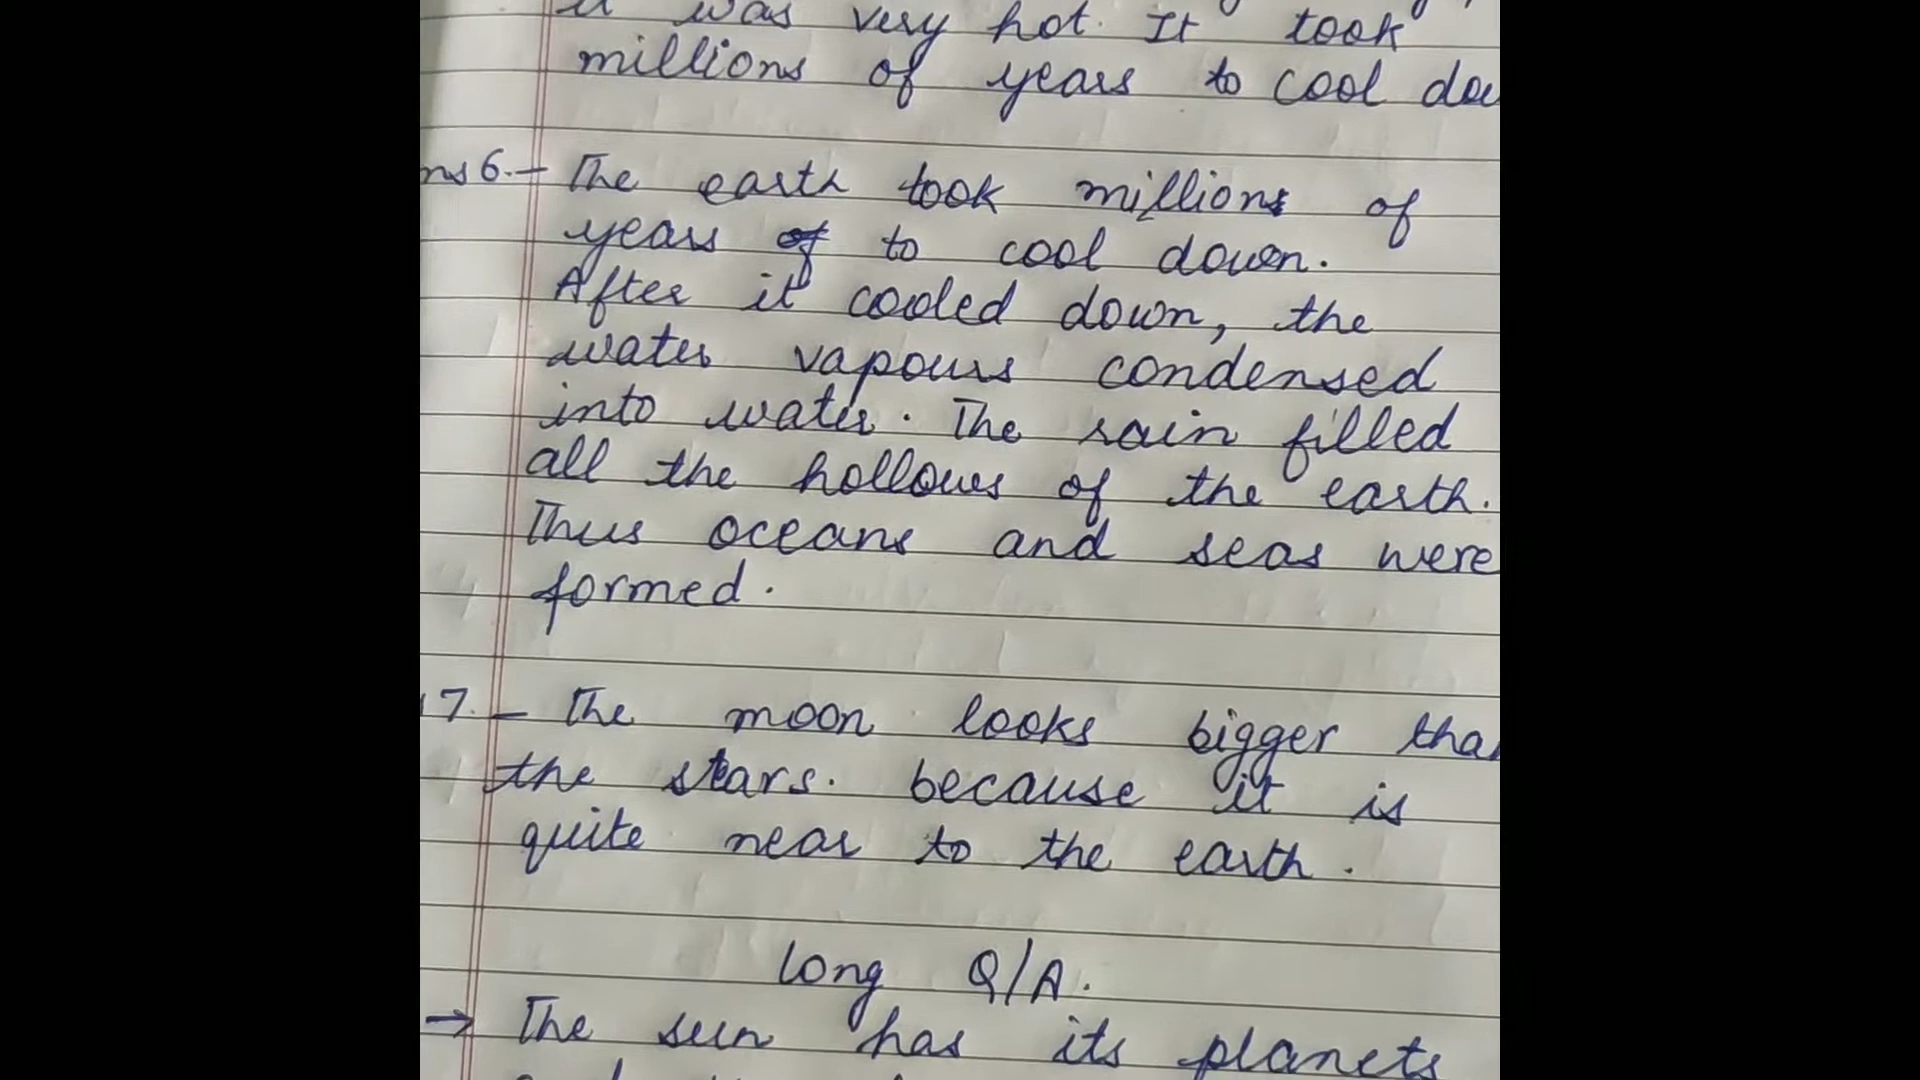 it was very hot. It took
millions of years to cool
ns 6.- The earth took millions of
years of to cool down.
After it cooled down, the
water vapours condensed
into water. The rain filled
all the hollows of the earth.
Thus oceans and seas were
formed.
7. - The moon looks bigger tha
the stars. because it is
quite near to the earth.
long Q/A.
→ The sun has its planets